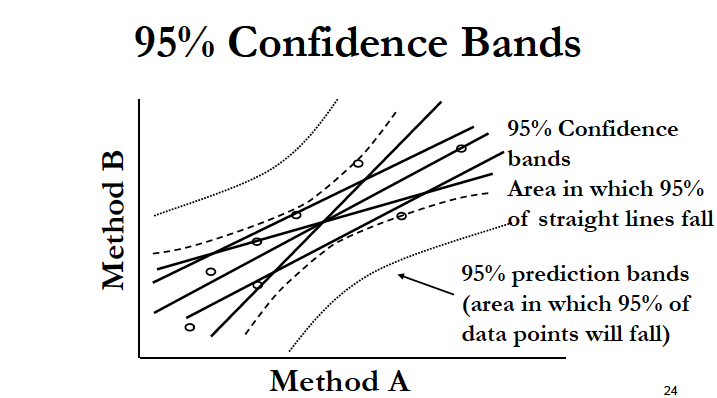 95% Confidence Bands
Method B
95% Confidence
bands
Area in which 95%
of straight lines fall
95% prediction bands
(area in which 95% of
data points will fall)
Method A
24